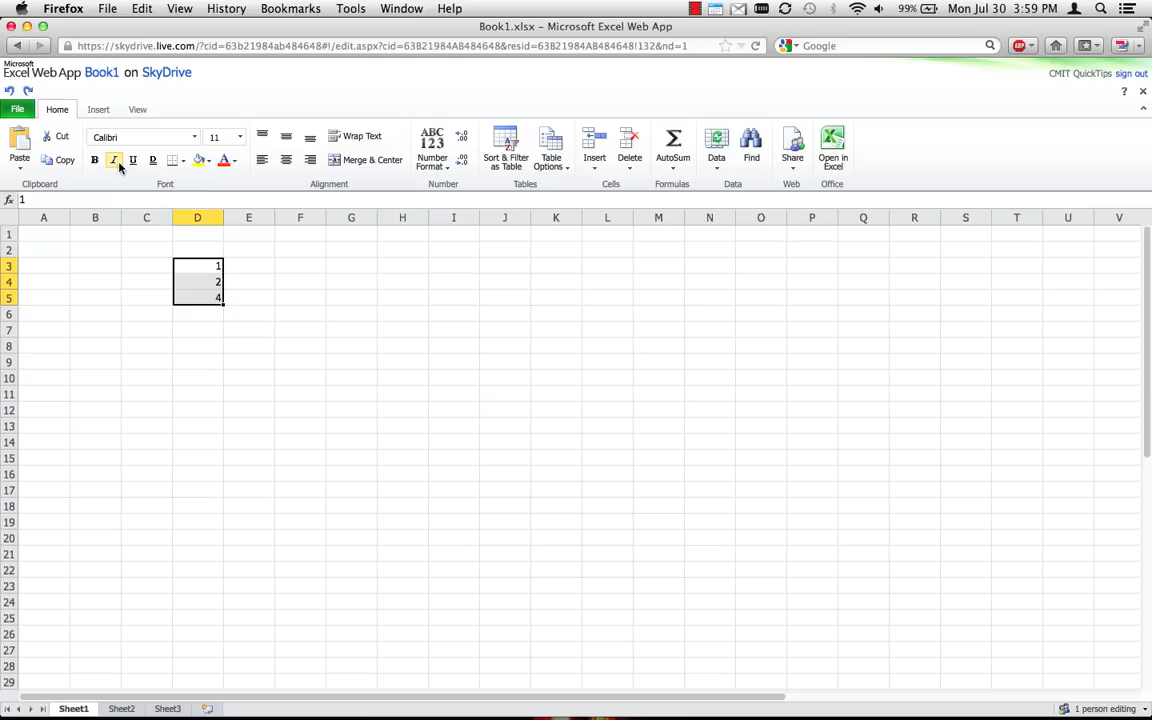 Firefox File Edit View History Bookmarks Tools Window Help 99% Mon Jul 30 3:59 PM
Book1.xlsx – Microsoft Excel Web App
https://skydrive.live.com/?cid=63b21984ab484648#!/edit.aspx?cid=63B21984AB484648&resid=63B21984AB484648!132&nd=1 Google ABP
Microsoft
Excel Web App Book1 on SkyDrive CMIT QuickTips sign out
?
File Home Insert View
Cut Calibri 11 Wrap Text
Paste Copy B I U D A Merge & Center
ABC 123 Number Format .00 .00
Sort & Filter as Table Table Options Insert Delete AutoSum Data Find Share Open in Excel
Clipboard Font Alignment Number Tables Cells Formulas Data Web Office
fx 1
A B C D E F G H I J K L M N O P Q R S T U V
1
2
3 1
4 2
5 4
6
7
8
9
10
11
12
13
14
15
16
17
18
19
20
21
22
23
24
25
26
27
28
29
Sheet1 Sheet2 Sheet3 1 person editing